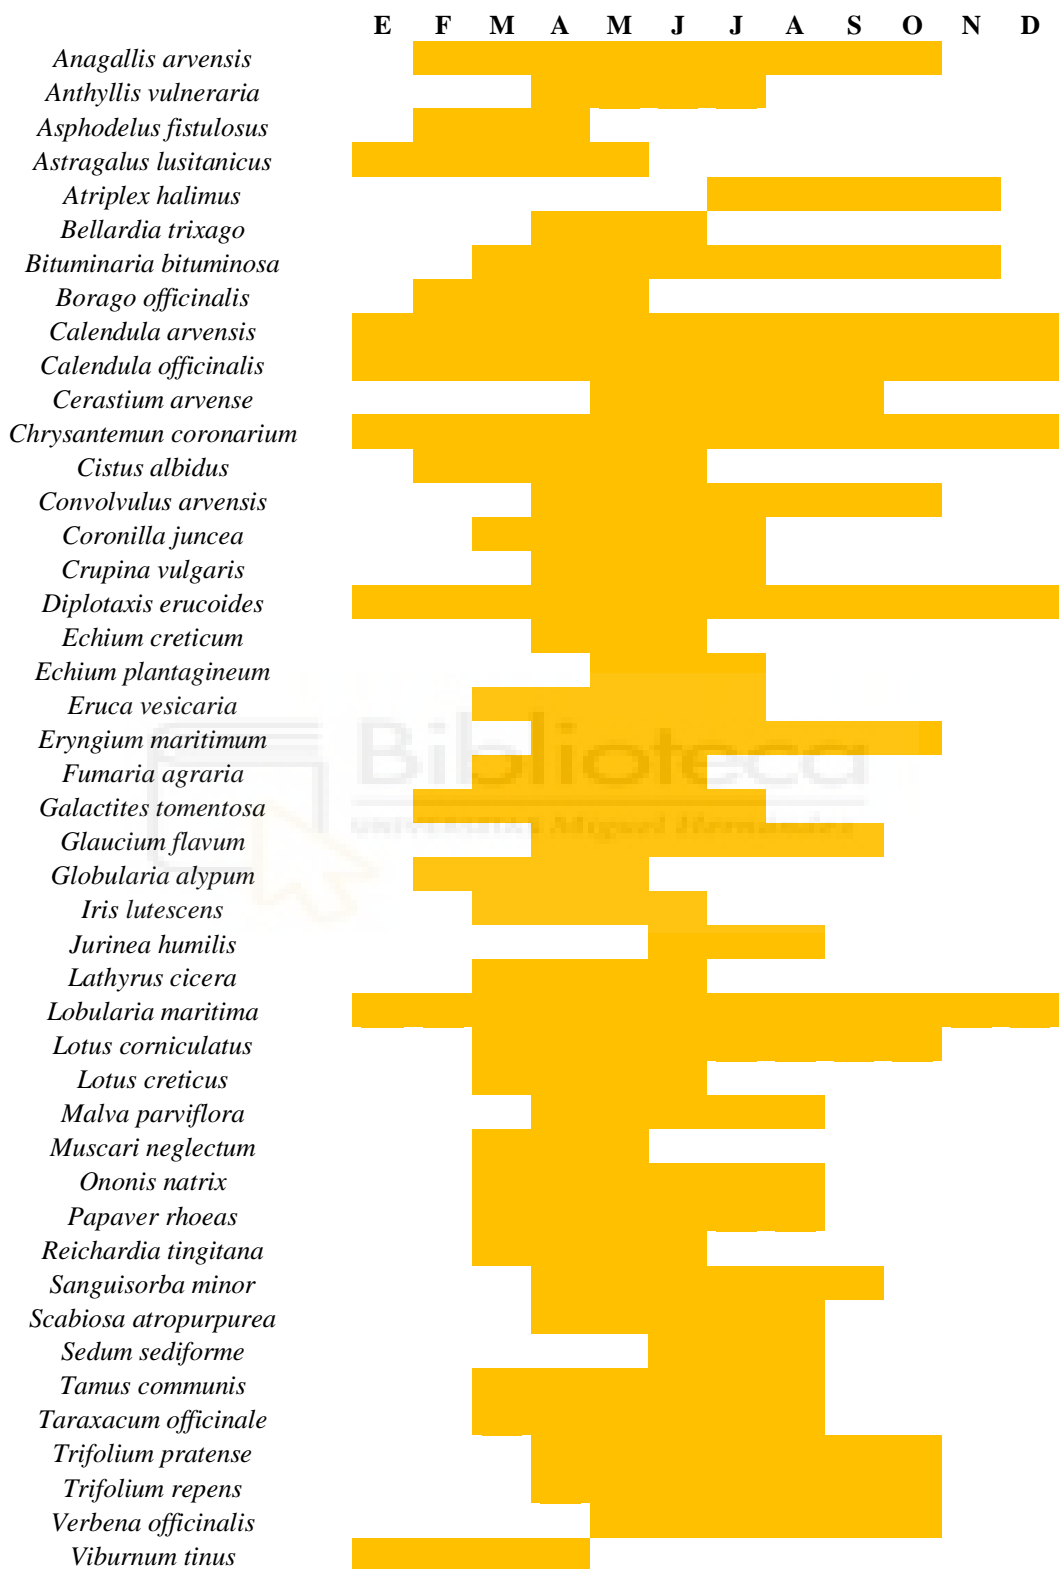 E F M A M J J A S O N D
Anagallis arvensis
Anthyllis vulneraria
Asphodelus fistulosus
Astragalus lusitanicus
Atriplex halimus
Bellardia trixago
Bituminaria bituminosa
Borago officinalis
Calendula arvensis
Calendula officinalis
Cerastium arvense
Chrysantemun coronarium
Cistus albidus
Convolvulus arvensis
Coronilla juncea
Crupina vulgaris
Diplotaxis erucoides
Echium creticum
Echium plantagineum
Eruca vesicaria
Eryngium maritimum
Biblioteca
Fumaria agraria
Galactites tomentosa
UNIVERSITAS Miguel Hernández
Glaucium flavum
Globularia alypum
Iris lutescens
Jurinea humilis
Lathyrus cicera
Lobularia maritima
Lotus corniculatus
Lotus creticus
Malva parviflora
Muscari neglectum
Ononis natrix
Papaver rhoeas
Reichardia tingitana
Sanguisorba minor
Scabiosa atropurpurea
Sedum sediforme
Tamus communis
Taraxacum officinale
Trifolium pratense
Trifolium repens
Verbena officinalis
Viburnum tinus